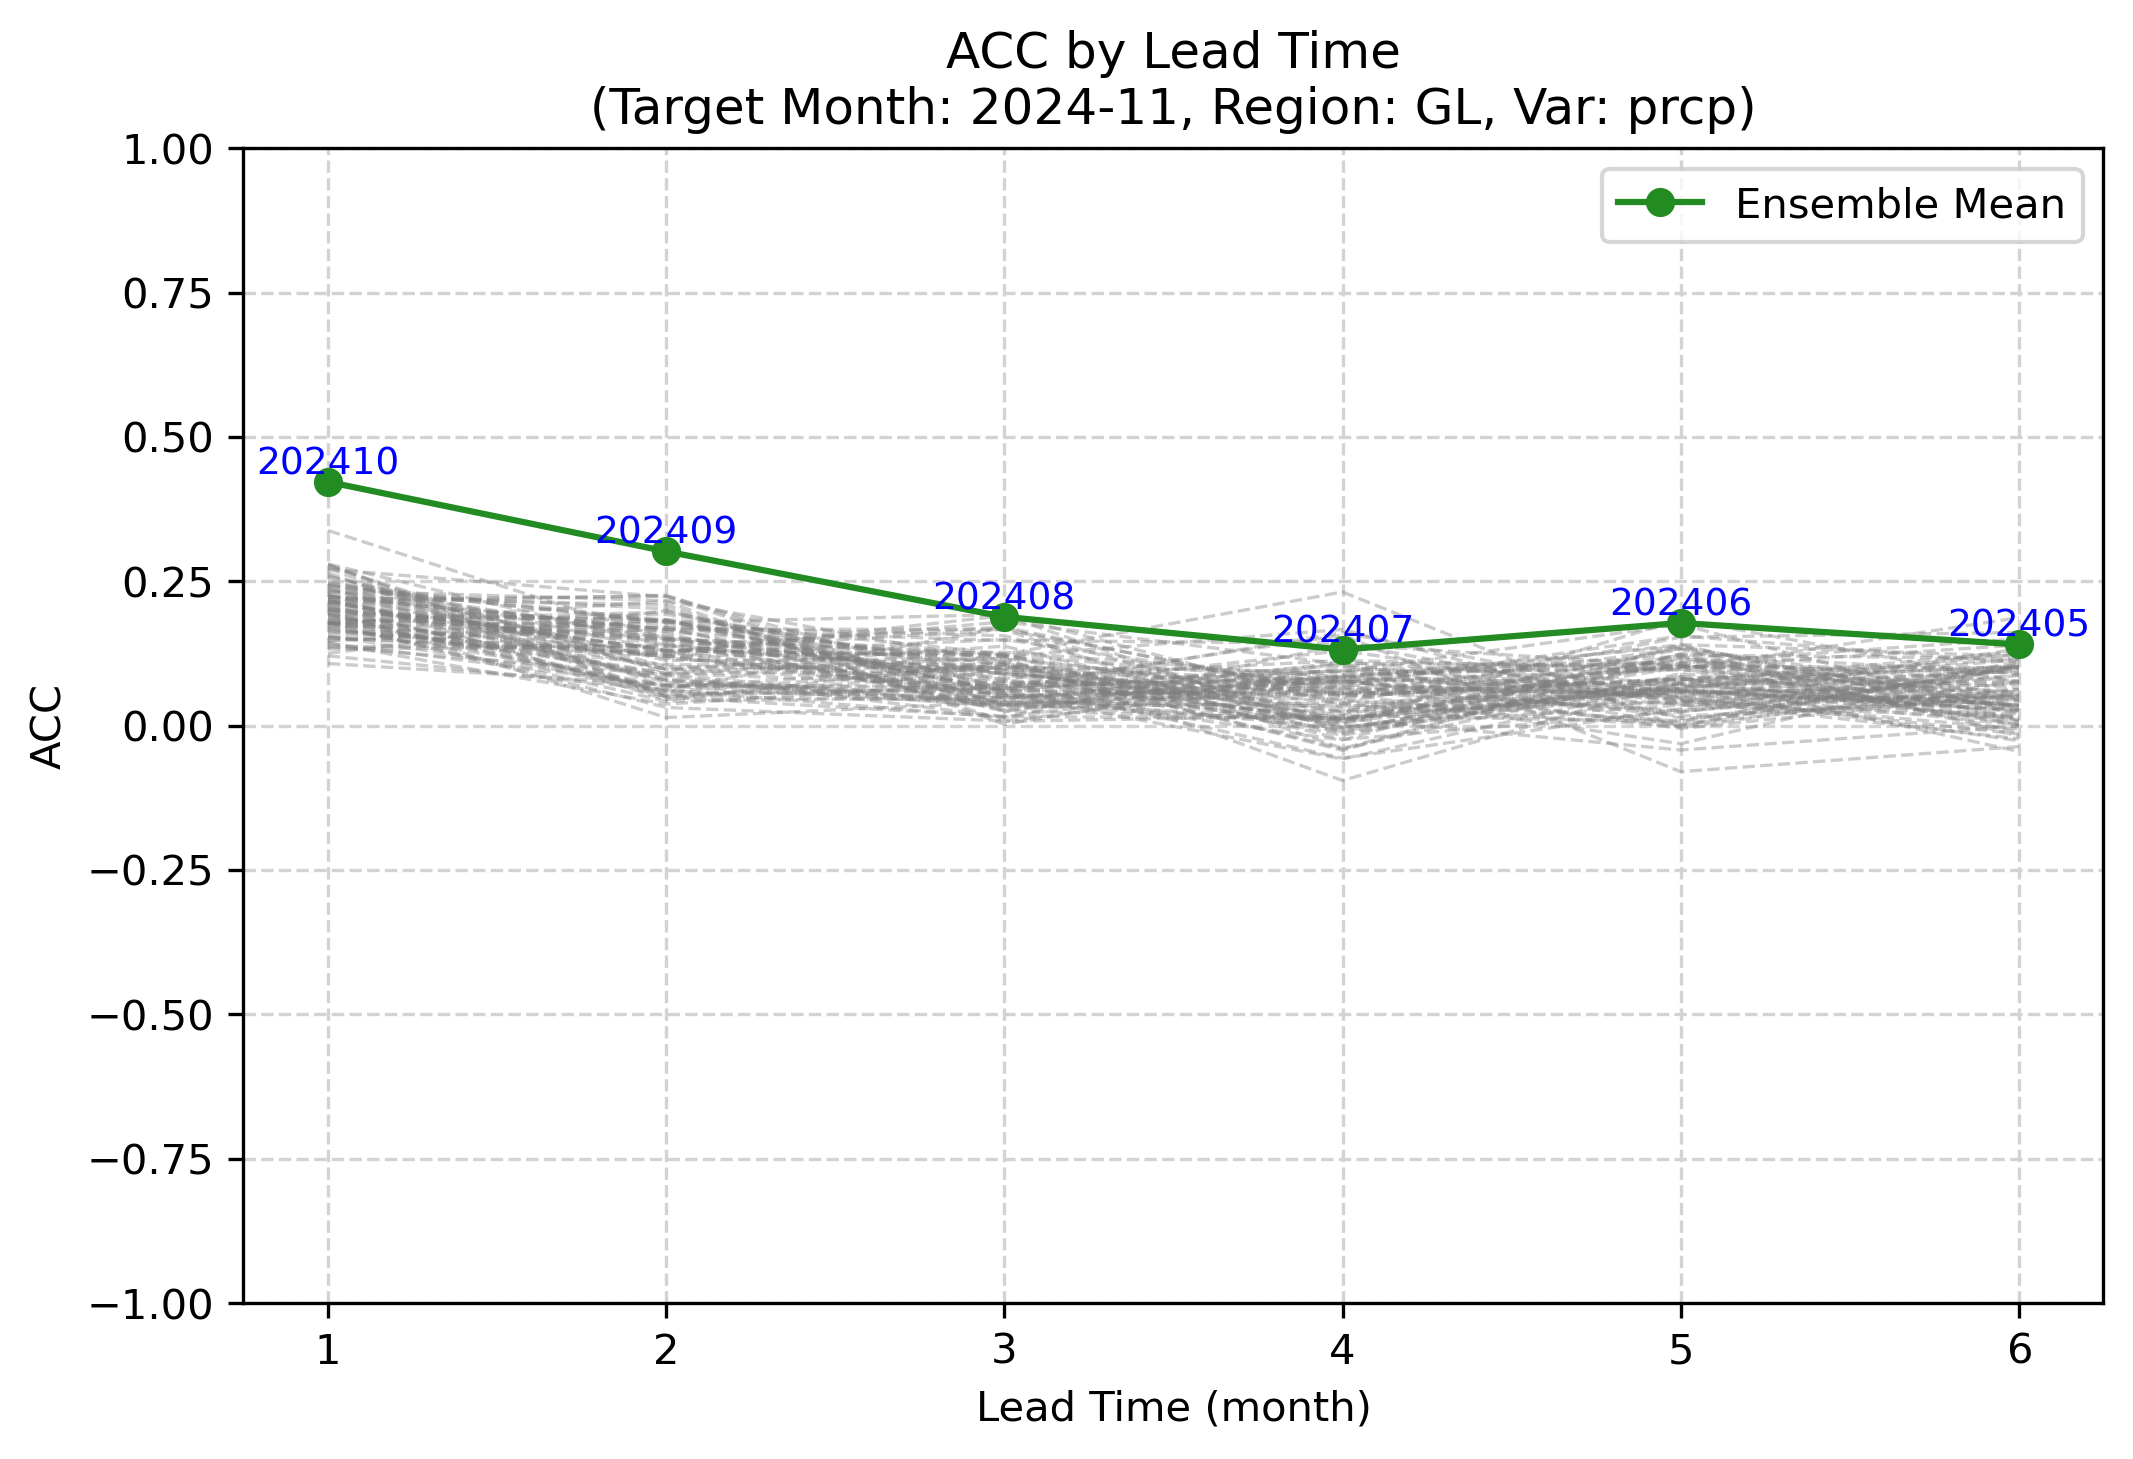 ACC by Lead Time
(Target Month: 2024-11, Region: GL, Var: prcp)
1.00
0.75
0.50
0.25
0.00
−0.25
−0.50
−0.75
−1.00
ACC
Ensemble Mean
202410
202409
202408
202407
202406
202405
1 2 3 4 5 6
Lead Time (month)